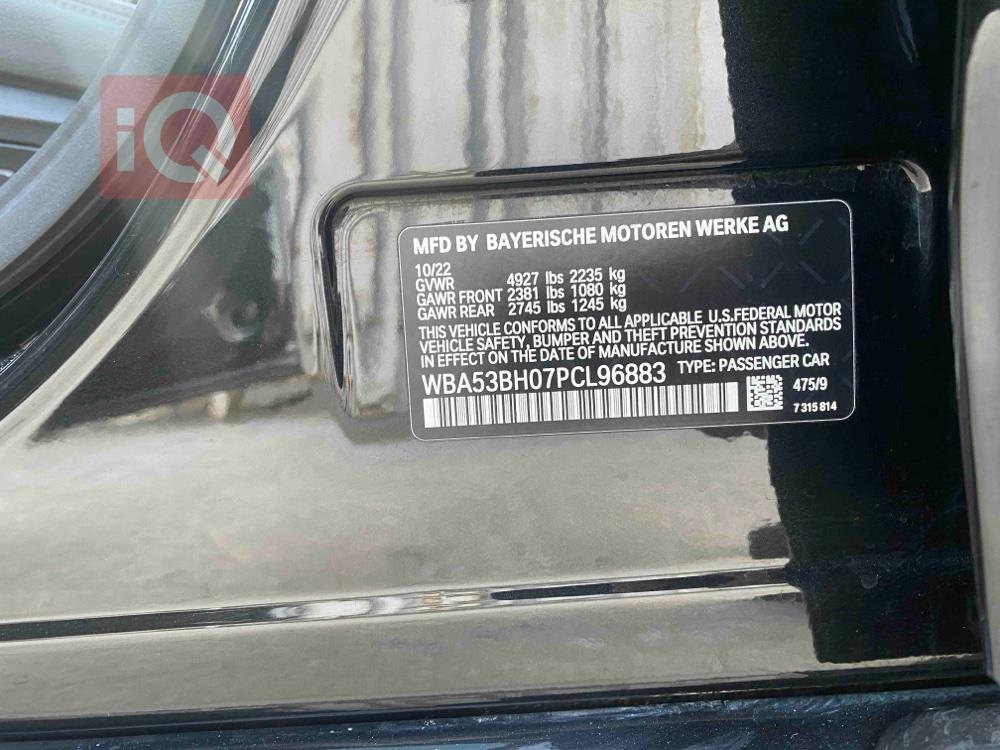 iQ
MFD BY BAYERISCHE MOTOREN WERKE AG
10/22
GVWR 4927 lbs 2235 kg
GAWR FRONT 2381 lbs 1080 kg
GAWR REAR 2745 lbs 1245 kg
THIS VEHICLE CONFORMS TO ALL APPLICABLE U.S.FEDERAL MOTOR
VEHICLE SAFETY, BUMPER AND THEFT PREVENTION STANDARDS
IN EFFECT ON THE DATE OF MANUFACTURE SHOWN ABOVE.
WBA53BH07PCL96883 TYPE: PASSENGER CAR
475/9
7 315 814